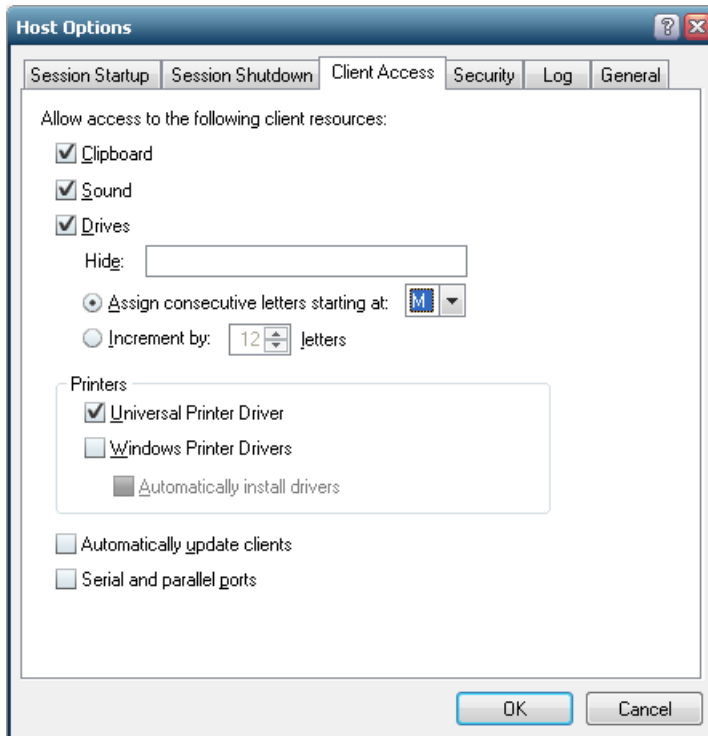 Host Options
Session Startup Session Shutdown Client Access Security Log General
Allow access to the following client resources:
Clipboard
Sound
Drives
Hide:
Assign consecutive letters starting at: M
Increment by: 12 letters
Printers
Universal Printer Driver
Windows Printer Drivers
Automatically install drivers
Automatically update clients
Serial and parallel ports
OK Cancel